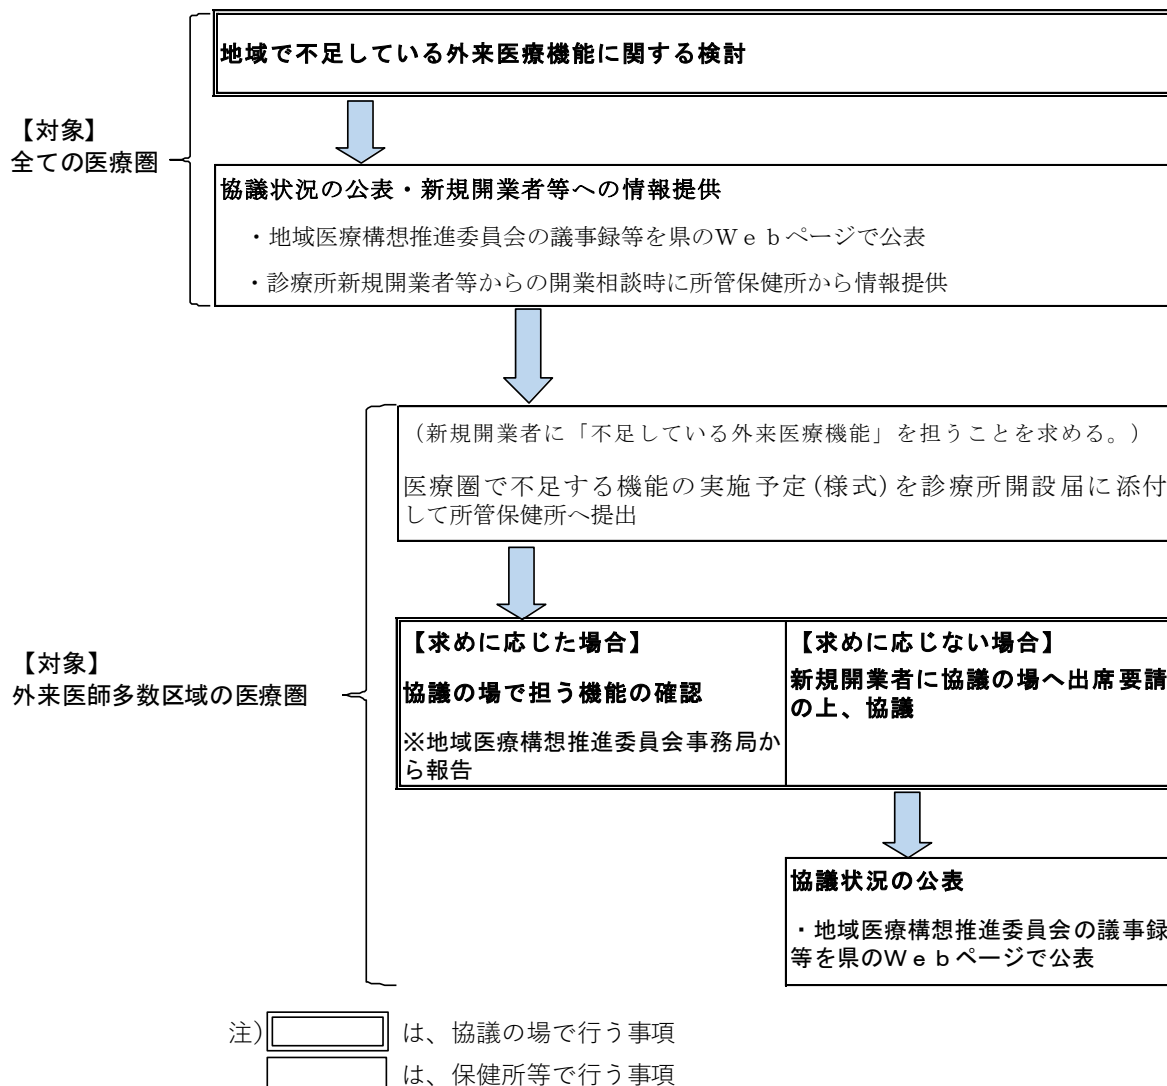 地域で不足している外来医療機能に関する検討
【対象】
全ての医療圏
協議状況の公表・新規開業者等への情報提供
・地域医療構想推進委員会の議事録等を県のＷｅｂページで公表
・診療所新規開業者等からの開業相談時に所管保健所から情報提供
（新規開業者に「不足している外来医療機能」を担うことを求める。）
医療圏で不足する機能の実施予定(様式)を診療所開設届に添付
して所管保健所へ提出
【対象】
外来医師多数区域の医療圏
【求めに応じた場合】
協議の場で担う機能の確認
※地域医療構想推進委員会事務局か
ら報告
【求めに応じない場合】
新規開業者に協議の場へ出席要請
の上、協議
協議状況の公表
・地域医療構想推進委員会の議事録
等を県のＷｅｂページで公表
注) は、協議の場で行う事項
は、保健所等で行う事項